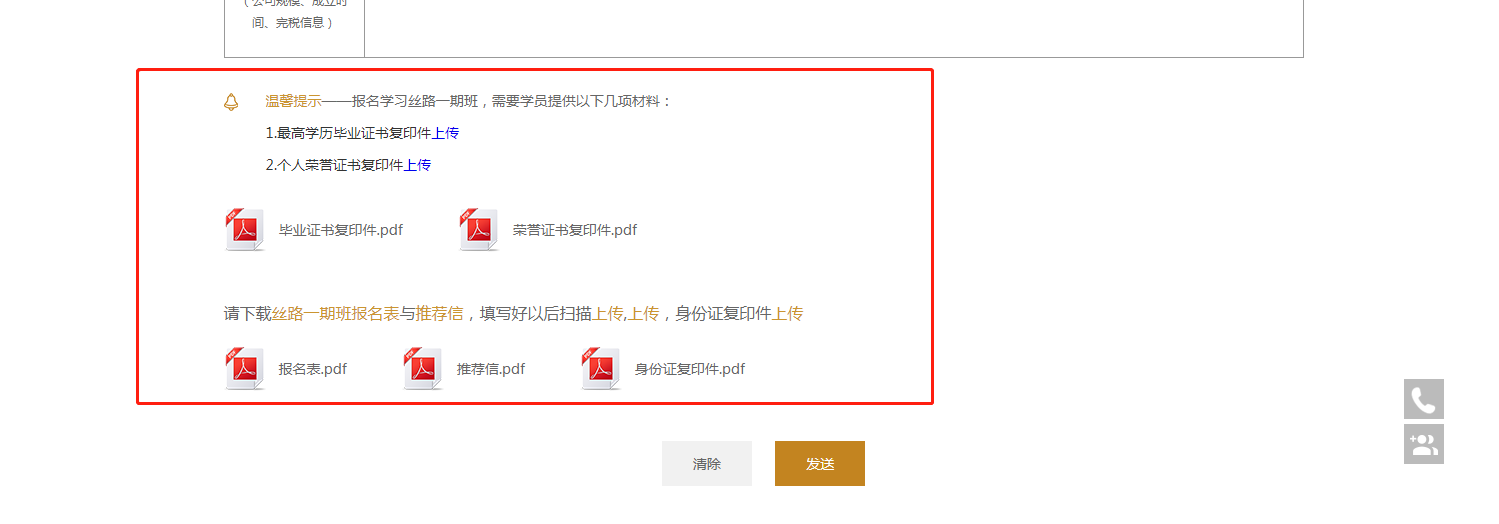 （公司规模、成立时
间、完税信息）
温馨提示——报名学习丝路一期班，需要学员提供以下几项材料：
1.最高学历毕业证书复印件上传
2.个人荣誉证书复印件上传
毕业证书复印件.pdf 荣誉证书复印件.pdf
请下载丝路一期班报名表与推荐信，填写好以后扫描上传,上传，身份证复印件上传
报名表.pdf 推荐信.pdf 身份证复印件.pdf
清除 发送